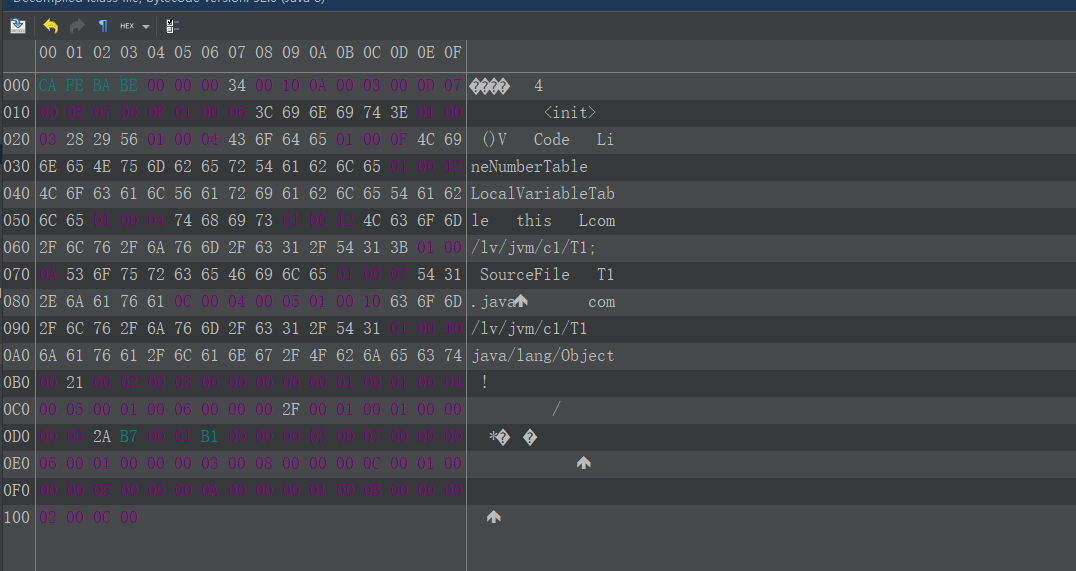 Decompiled .class file, bytecode version: 52.0 (Java 8)
HEX
00 01 02 03 04 05 06 07 08 09 0A 0B 0C 0D 0E 0F
000 CA FE BA BE 00 00 00 34 00 10 0A 00 03 00 0D 07 ���� 4
010 00 0E 07 00 0F 01 00 06 3C 69 6E 69 74 3E 01 00 <init>
020 03 28 29 56 01 00 04 43 6F 64 65 01 00 0F 4C 69 ()V Code Li
030 6E 65 4E 75 6D 62 65 72 54 61 62 6C 65 01 00 12 neNumberTable
040 4C 6F 63 61 6C 56 61 72 69 61 62 6C 65 54 61 62 LocalVariableTab
050 6C 65 01 00 04 74 68 69 73 01 00 12 4C 63 6F 6D le this Lcom
060 2F 6C 76 2F 6A 76 6D 2F 63 31 2F 54 31 3B 01 00 /lv/jvm/c1/T1;
070 0A 53 6F 75 72 63 65 46 69 6C 65 01 00 07 54 31 SourceFile T1
080 2E 6A 61 76 61 0C 00 04 00 05 01 00 10 63 6F 6D .java com
090 2F 6C 76 2F 6A 76 6D 2F 63 31 2F 54 31 01 00 10 /lv/jvm/c1/T1
0A0 6A 61 76 61 2F 6C 61 6E 67 2F 4F 62 6A 65 63 74 java/lang/Object
0B0 00 21 00 02 00 03 00 00 00 00 00 01 00 01 00 04 !
0C0 00 05 00 01 00 06 00 00 00 2F 00 01 00 01 00 00 /
0D0 00 05 2A B7 00 01 B1 00 00 00 02 00 07 00 00 00 *� �
0E0 06 00 01 00 00 00 03 00 08 00 00 00 0C 00 01 00
0F0 00 00 05 00 09 00 0A 00 00 00 01 00 0B 00 00 00
100 02 00 0C 00